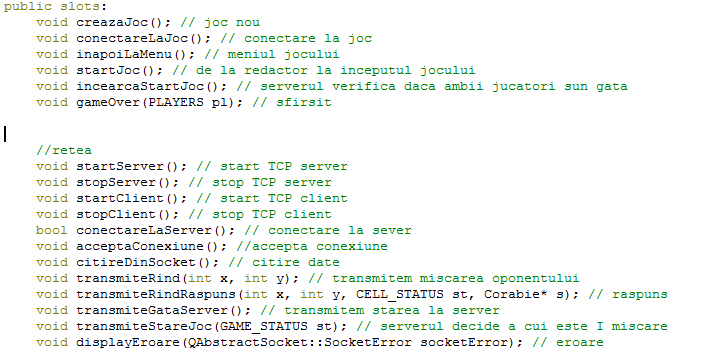 public slots:
void creazaJoc(); // joc nou
void conectareLaJoc(); // conectare la joc
void inapoiLaMenu(); // meniul jocului
void startJoc(); // de la redactor la inceputul jocului
void incearcaStartJoc(); // serverul verifica daca ambii jucatori sun gata
void gameOver(PLAYERS pl); // sfirsit
//retea
void startServer(); // start TCP server
void stopServer(); // stop TCP server
void startClient(); // start TCP client
void stopClient(); // stop TCP client
bool conectareLaServer(); // conectare la sever
void acceptaConexiune(); //accepta conexiune
void citireDinSocket(); // citire date
void transmiteRind(int x, int y); // transmitem miscarea oponentului
void transmiteRindRaspuns(int x, int y, CELL_STATUS st, Corabie* s); // raspuns
void transmiteGataServer(); // transmitem starea la server
void transmiteStareJoc(GAME_STATUS st); // serverul decide a cui este I miscare
void displayEroare(QAbstractSocket::SocketError socketError); // eroare